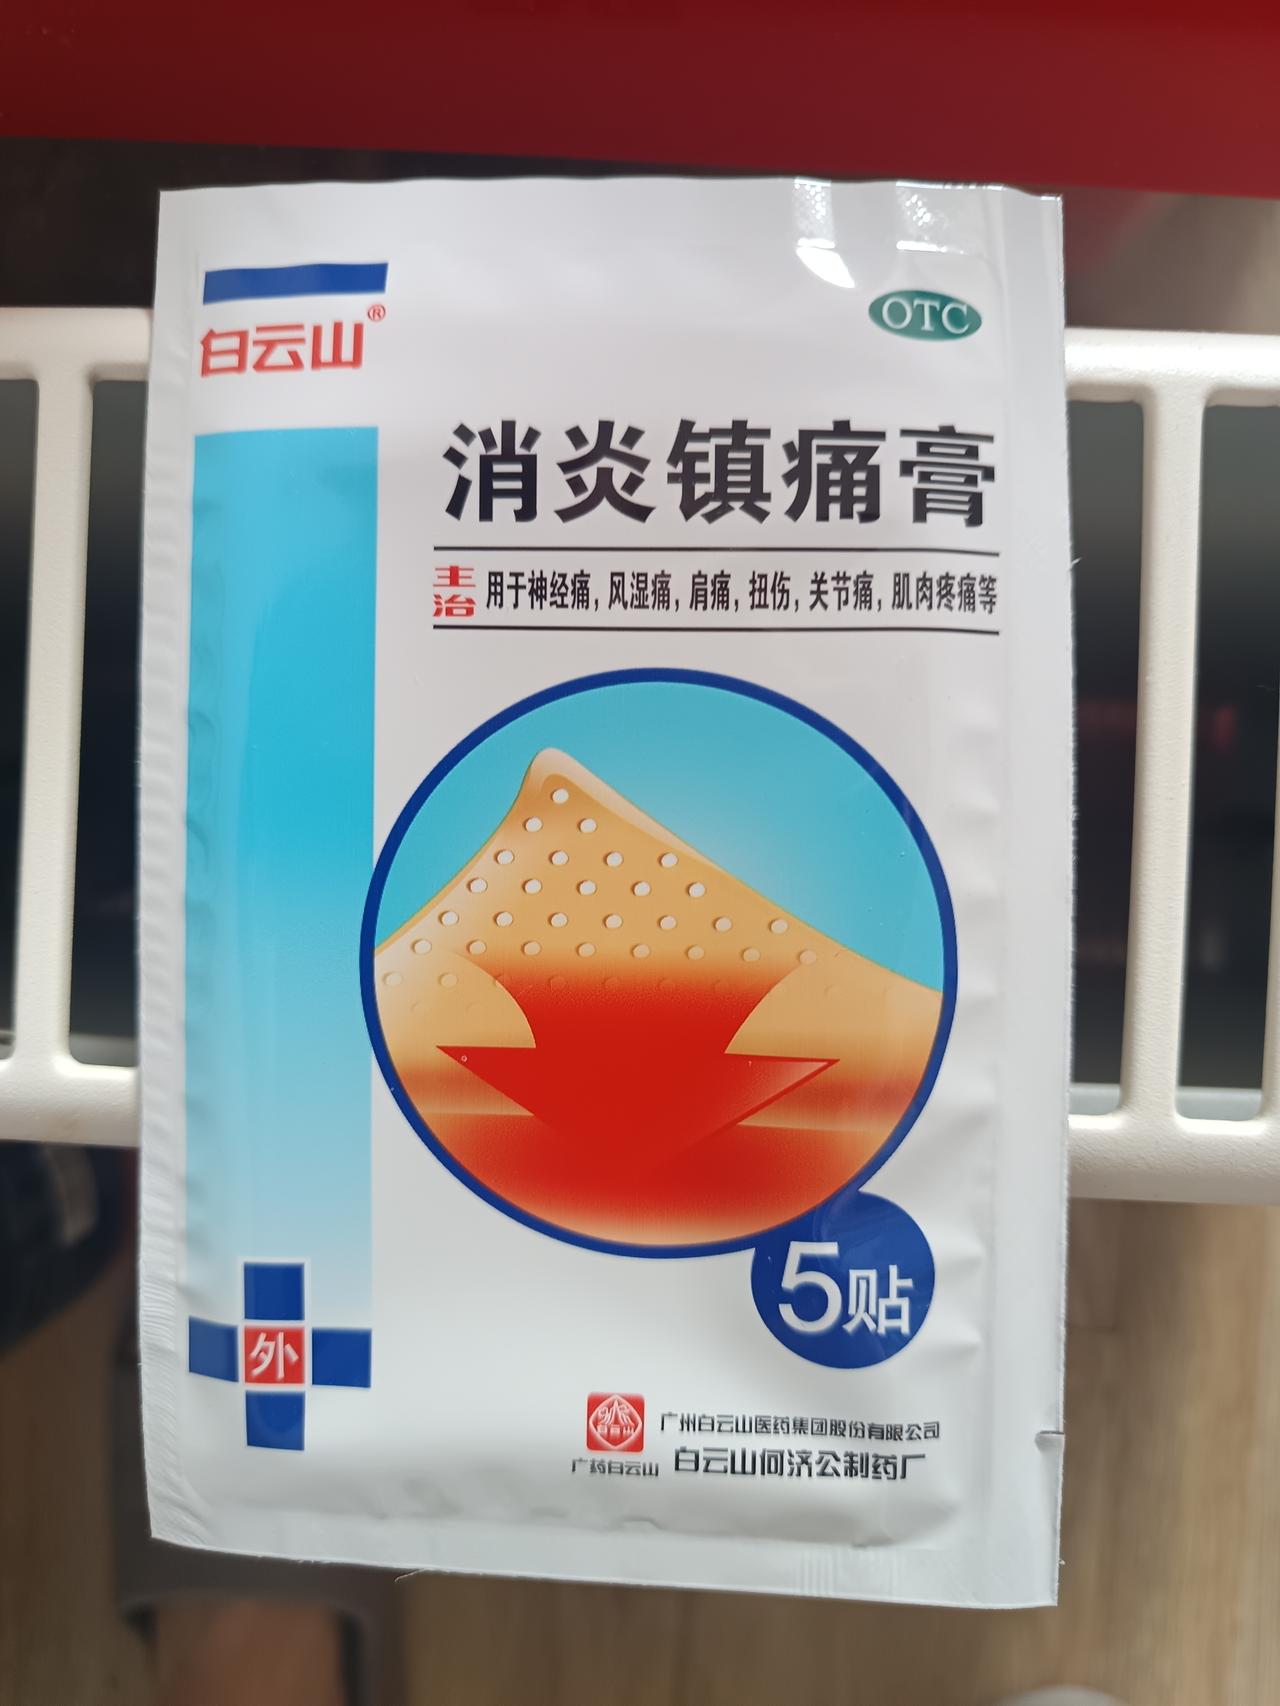 白云山®
OTC
消炎镇痛膏
主治 用于神经痛，风湿痛，肩痛，扭伤，关节痛，肌肉疼痛等
5贴
外
广药白云山
广州白云山医药集团股份有限公司
白云山何济公制药厂